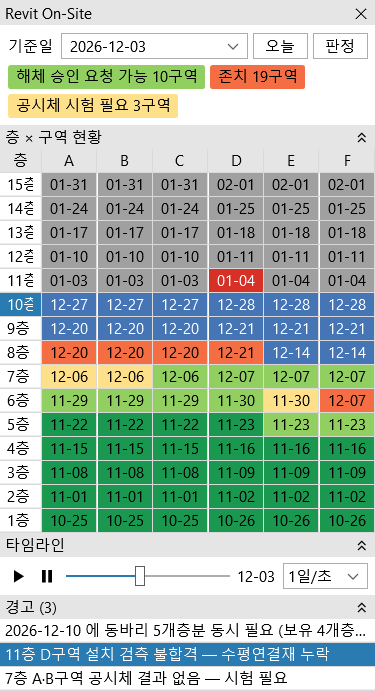 Revit On-Site
기준일 2026-12-03 오늘 판정
해체 승인 요청 가능 10구역 존치 19구역
공시체 시험 필요 3구역
층 × 구역 현황
층 A B C D E F
15층 01-31 01-31 01-31 02-01 02-01 02-01
14층 01-24 01-24 01-24 01-25 01-25 01-25
13층 01-17 01-17 01-17 01-18 01-18 01-18
12층 01-10 01-10 01-10 01-11 01-11 01-11
11층 01-03 01-03 01-03 01-04 01-04 01-04
10층 12-27 12-27 12-27 12-28 12-28 12-28
9층 12-20 12-20 12-20 12-21 12-21 12-21
8층 12-20 12-20 12-20 12-21 12-14 12-14
7층 12-06 12-06 12-06 12-07 12-07 12-07
6층 11-29 11-29 11-29 11-30 11-30 12-07
5층 11-22 11-22 11-22 11-23 11-23 11-23
4층 11-15 11-15 11-15 11-16 11-16 11-16
3층 11-08 11-08 11-08 11-09 11-09 11-09
2층 11-01 11-01 11-01 11-02 11-02 11-02
1층 10-25 10-25 10-25 10-26 10-26 10-26
타임라인
12-03 1일/초
경고 (3)
2026-12-10 에 동바리 5개층분 동시 필요 (보유 4개층...
11층 D구역 설치 검측 불합격 — 수평연결재 누락
7층 A·B구역 공시체 결과 없음 — 시험 필요